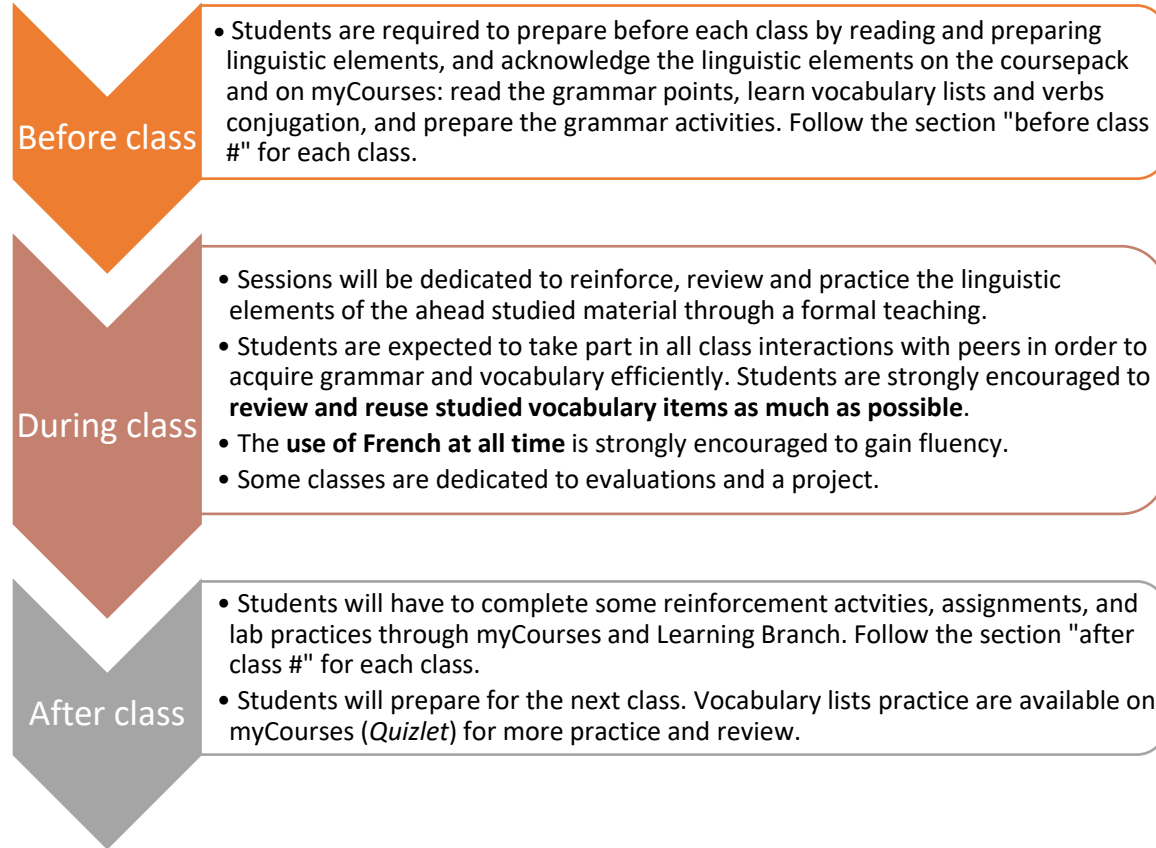 Before class
• Students are required to prepare before each class by reading and preparing
linguistic elements, and acknowledge the linguistic elements on the coursepack
and on myCourses: read the grammar points, learn vocabulary lists and verbs
conjugation, and prepare the grammar activities. Follow the section "before class
#" for each class.
During class
• Sessions will be dedicated to reinforce, review and practice the linguistic
elements of the ahead studied material through a formal teaching.
• Students are expected to take part in all class interactions with peers in order to
acquire grammar and vocabulary efficiently. Students are strongly encouraged to
review and reuse studied vocabulary items as much as possible.
• The use of French at all time is strongly encouraged to gain fluency.
• Some classes are dedicated to evaluations and a project.
After class
• Students will have to complete some reinforcement actvities, assignments, and
lab practices through myCourses and Learning Branch. Follow the section "after
class #" for each class.
• Students will prepare for the next class. Vocabulary lists practice are available on
myCourses (Quizlet) for more practice and review.